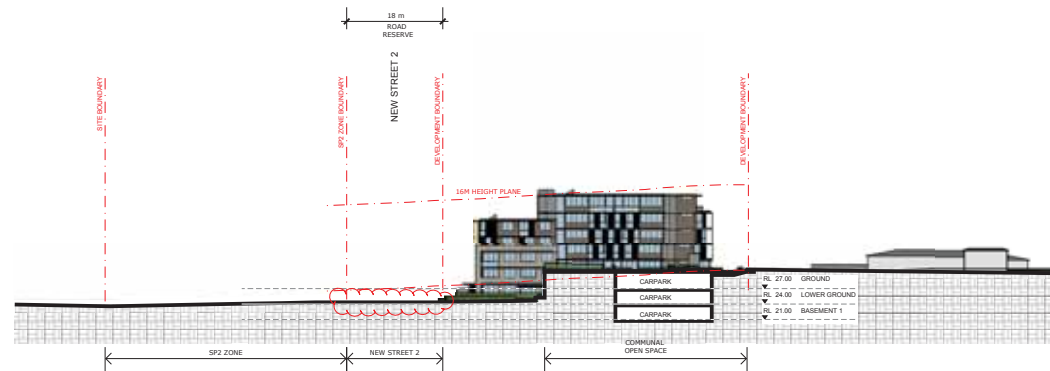 18 m
ROAD
RESERVE
NEW STREET 2
SITE BOUNDARY
SP2 ZONE BOUNDARY
DEVELOPMENT BOUNDARY
DEVELOPMENT BOUNDARY
16M HEIGHT PLANE
CARPARK
CARPARK
CARPARK
RL 27.00 GROUND
RL 24.00 LOWER GROUND
RL 21.00 BASEMENT 1
SP2 ZONE
NEW STREET 2
COMMUNAL
OPEN SPACE